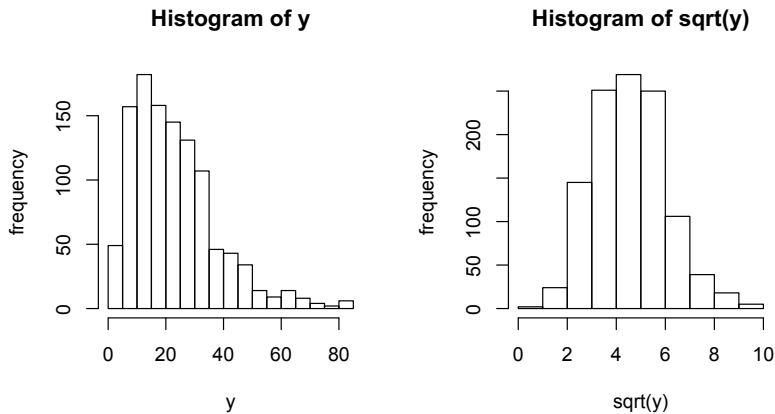 Histogram of y
frequency
150
100
50
0
0 20 40 60 80
y
Histogram of sqrt(y)
frequency
200
100
50
0
0 2 4 6 8 10
sqrt(y)